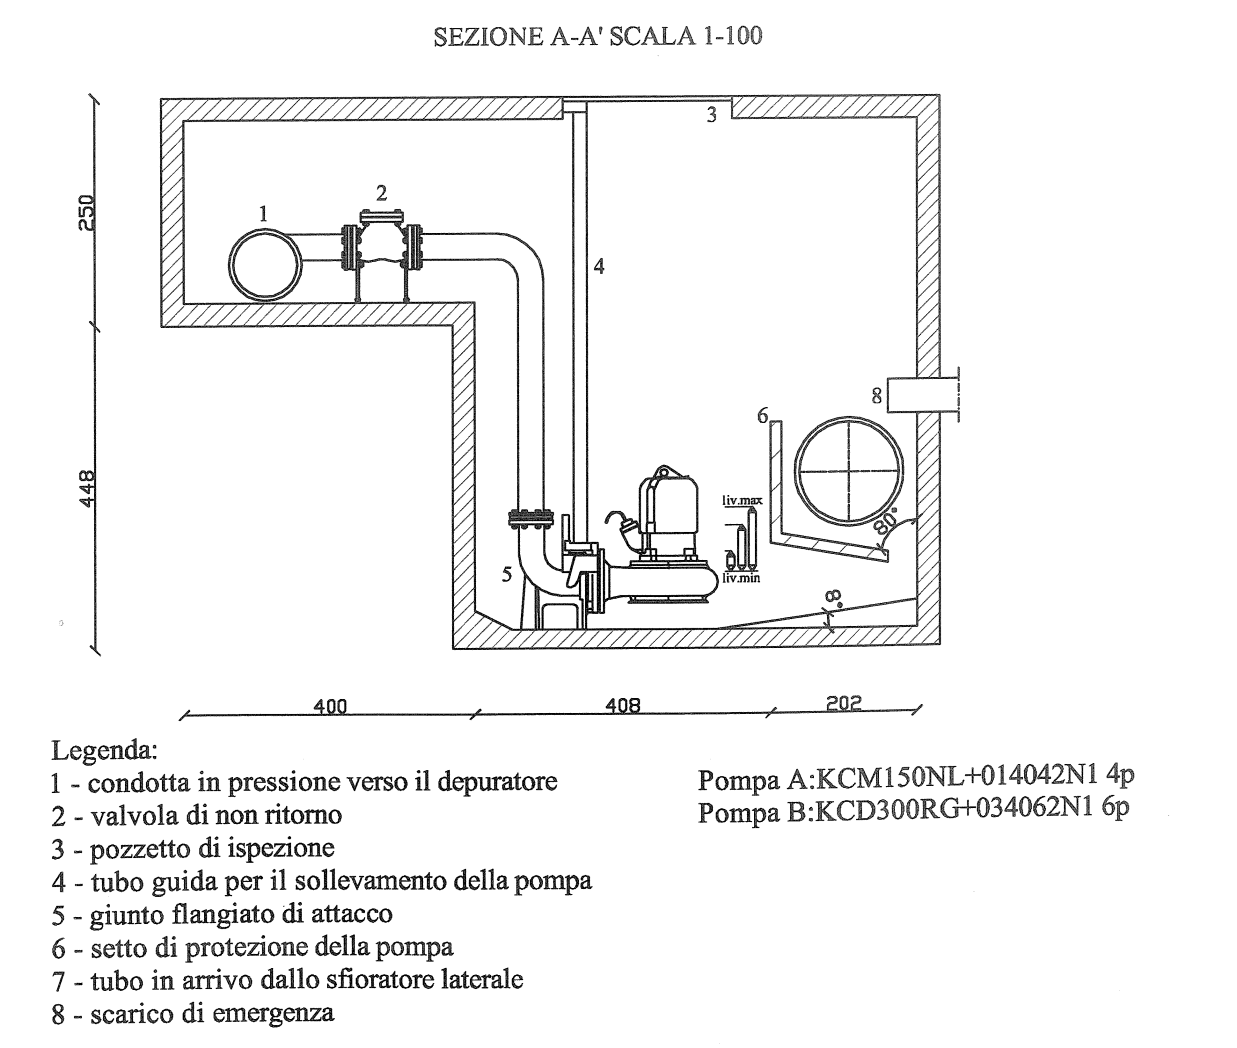 SEZIONE A-A' SCALA 1-100
3
250
2
1
4
8
6
448
liv.max
80°
5
liv.min
8°
400
408
202
Legenda:
1 - condotta in pressione verso il depuratore
2 - valvola di non ritorno
3 - pozzetto di ispezione
4 - tubo guida per il sollevamento della pompa
5 - giunto flangiato di attacco
6 - setto di protezione della pompa
7 - tubo in arrivo dallo sfioratore laterale
8 - scarico di emergenza
Pompa A:KCM150NL+014042N1 4p
Pompa B:KCD300RG+034062N1 6p